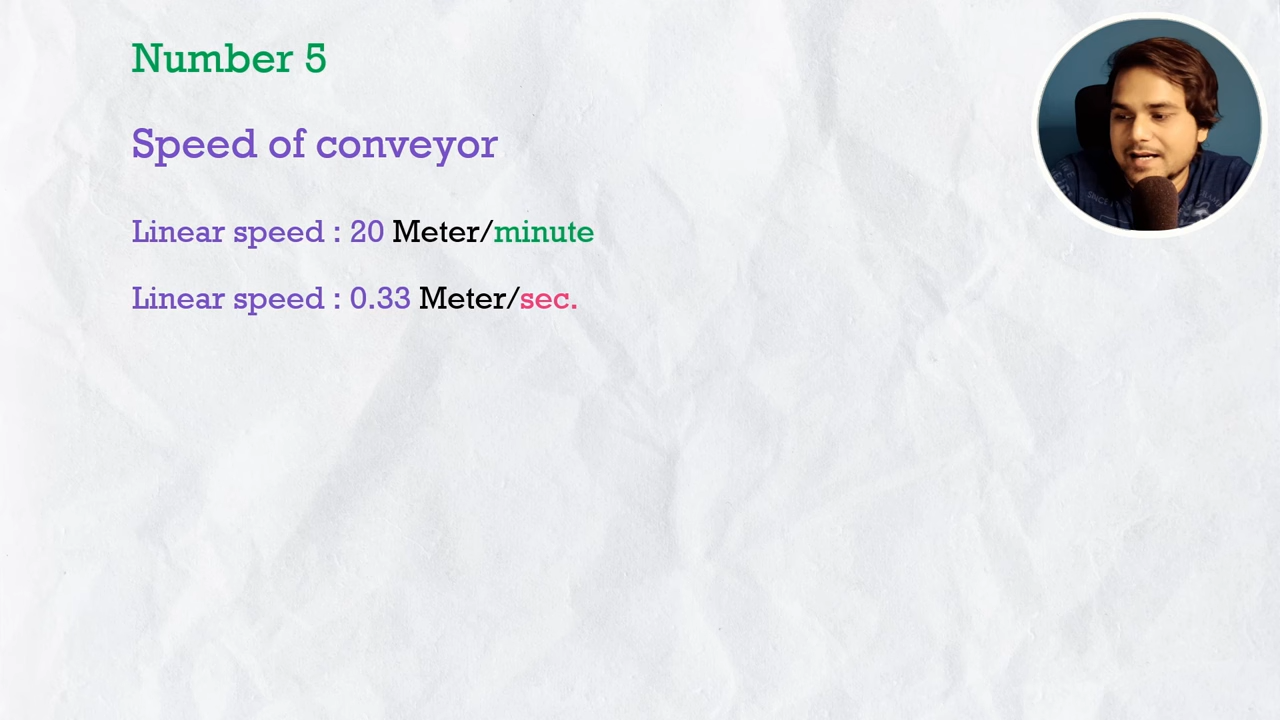 Number 5
Speed of conveyor
Linear speed : 20 Meter/minute
Linear speed : 0.33 Meter/sec.